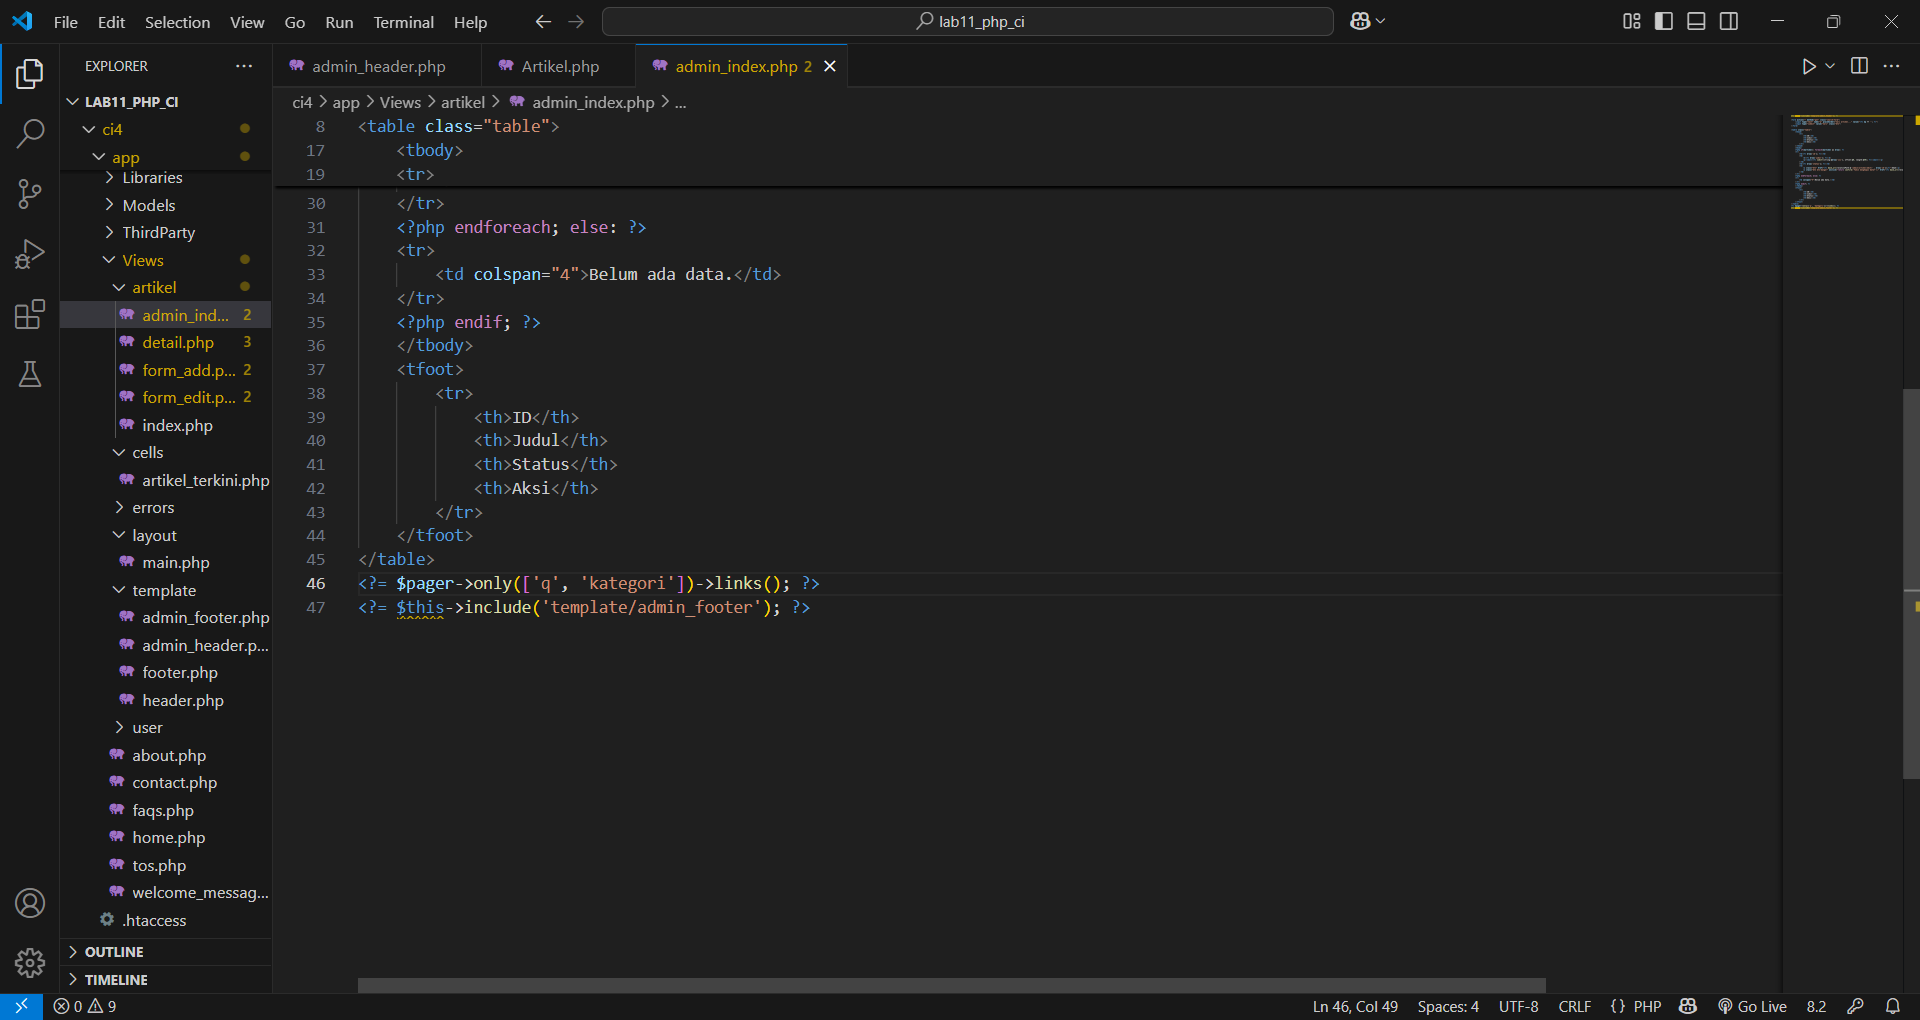 File Edit Selection View Go Run Terminal Help
lab11_php_ci
EXPLORER
admin_header.php
Artikel.php
admin_index.php 2
ci4 > app > Views > artikel > admin_index.php > ...
LAB11_PHP_CI
ci4
app
Libraries
Models
ThirdParty
Views
artikel
admin_ind... 2
detail.php 3
form_add.p... 2
form_edit.p... 2
index.php
cells
artikel_terkini.php
errors
layout
main.php
template
admin_footer.php
admin_header.p...
footer.php
header.php
user
about.php
contact.php
faqs.php
home.php
tos.php
welcome_messag...
.htaccess
OUTLINE
TIMELINE
8 <table class="table">
17 <tbody>
19 <tr>
30 </tr>
31 <?php endforeach; else: ?>
32 <tr>
33 <td colspan="4">Belum ada data.</td>
34 </tr>
35 <?php endif; ?>
36 </tbody>
37 <tfoot>
38 <tr>
39 <th>ID</th>
40 <th>Judul</th>
41 <th>Status</th>
42 <th>Aksi</th>
43 </tr>
44 </tfoot>
45 </table>
46 <?= $pager->only(['q', 'kategori'])->links(); ?>
47 <?= $this->include('template/admin_footer'); ?>
0 9
Ln 46, Col 49 Spaces: 4 UTF-8 CRLF {} PHP Go Live 8.2